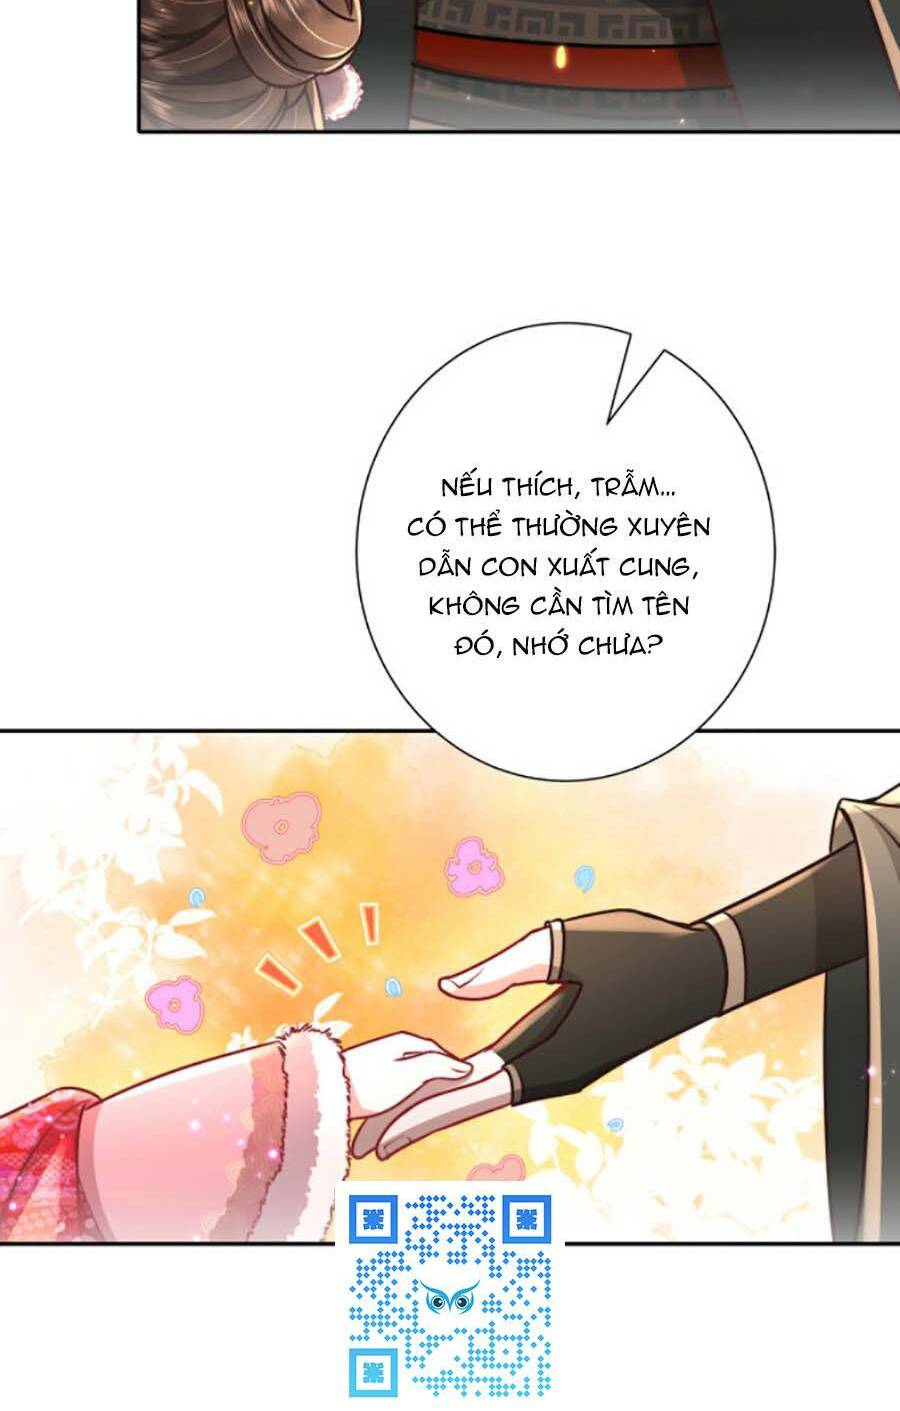 NẾU THÍCH, TRẪM...
CÓ THỂ THƯỜNG XUYÊN
DẪN CON XUẤT CUNG,
KHÔNG CẦN TÌM TÊN
ĐÓ, NHỚ CHƯA?